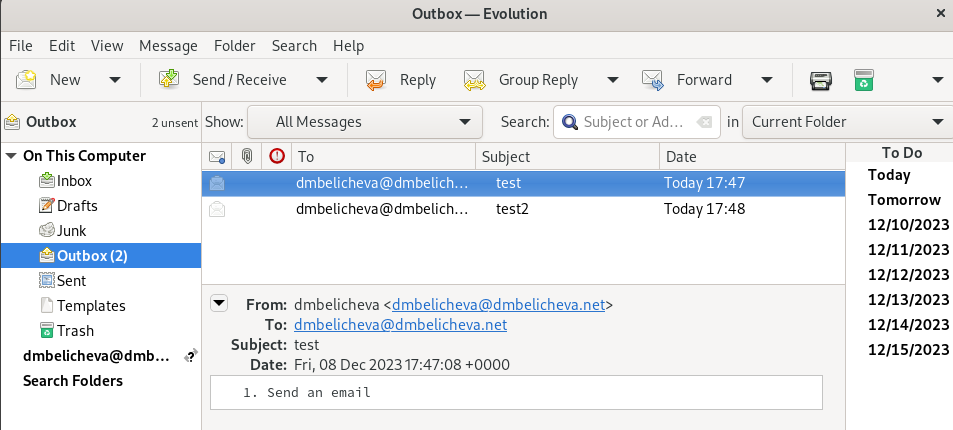 Outbox — Evolution
File Edit View Message Folder Search Help
New Send / Receive Reply Group Reply Forward
Outbox 2 unsent Show: All Messages Search: Subject or Ad... in Current Folder
On This Computer
Inbox
Drafts
Junk
Outbox (2)
Sent
Templates
Trash
dmbelicheva@dmb...
Search Folders
To Subject Date
dmbelicheva@dmbelich... test Today 17:47
dmbelicheva@dmbelich... test2 Today 17:48
From: dmbelicheva <dmbelicheva@dmbelicheva.net>
To: dmbelicheva@dmbelicheva.net
Subject: test
Date: Fri, 08 Dec 2023 17:47:08 +0000
1. Send an email
To Do
Today
Tomorrow
12/10/2023
12/11/2023
12/12/2023
12/13/2023
12/14/2023
12/15/2023